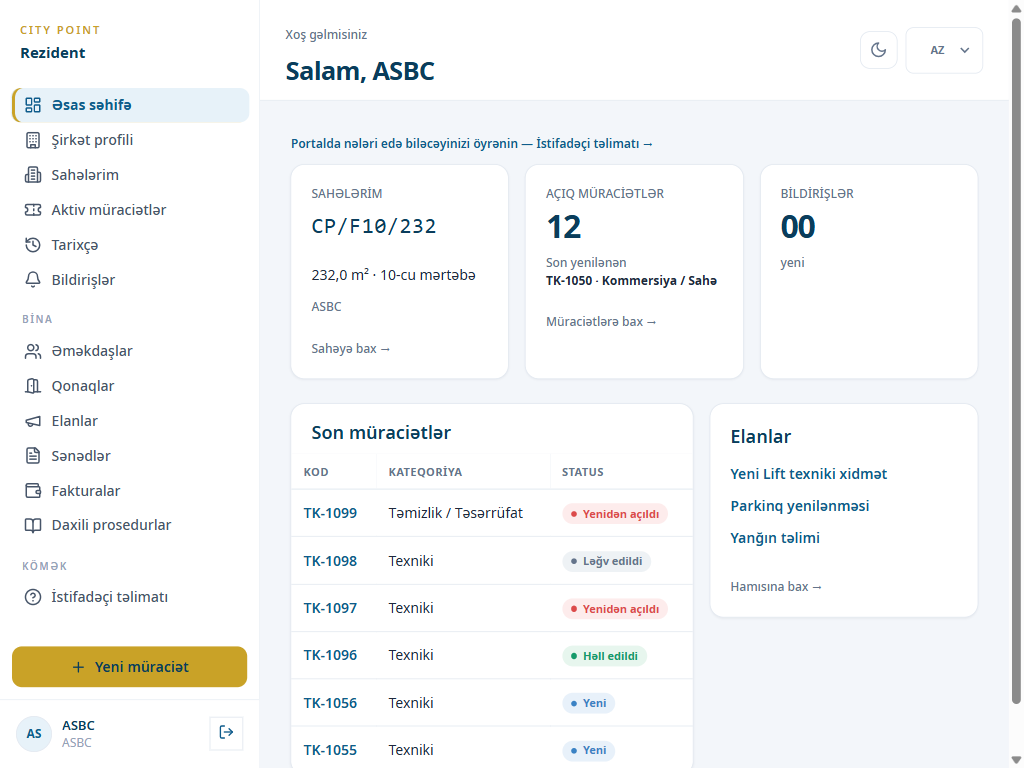 CITY POINT
Rezident
Əsas səhifə
Şirkət profili
Sahələrim
Aktiv müraciətlər
Tarixçə
Bildirişlər
BİNA
Əməkdaşlar
Qonaqlar
Elanlar
Sənədlər
Fakturalar
Daxili prosedurlar
KÖMƏK
İstifadəçi təlimatı
Yeni müraciət
AS
ASBC
ASBC
Xoş gəlmisiniz
Salam, ASBC
AZ
Portalda nələri edə biləcəyinizi öyrənin — İstifadəçi təlimatı →
SAHƏLƏRİM
CP/F10/232
232,0 m² · 10-cu mərtəbə
ASBC
Sahəyə bax →
AÇIQ MÜRACİƏTLƏR
12
Son yenilənən
TK-1050 · Kommersiya / Sahə
Müraciətlərə bax →
BİLDİRİŞLƏR
00
yeni
Son müraciətlər
KOD KATEQORİYA STATUS
TK-1099 Təmizlik / Təsərrüfat Yenidən açıldı
TK-1098 Texniki Ləğv edildi
TK-1097 Texniki Yenidən açıldı
TK-1096 Texniki Həll edildi
TK-1056 Texniki Yeni
TK-1055 Texniki Yeni
Elanlar
Yeni Lift texniki xidmət
Parkinq yenilənməsi
Yanğın təlimi
Hamısına bax →